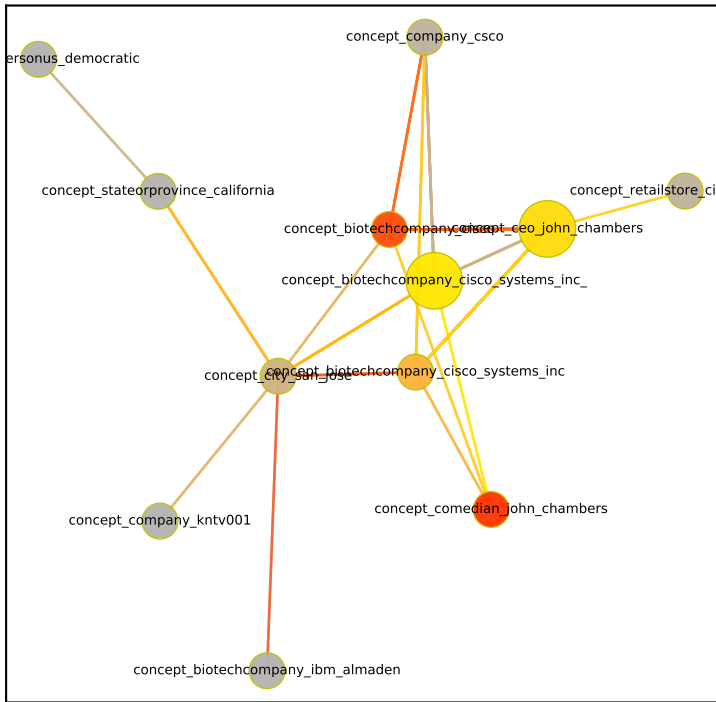 concept_company_csco
ersonus_democratic
concept_stateorprovince_california
concept_retailstore_ci
concept_biotechcompany_cisco
concept_ceo_john_chambers
concept_biotechcompany_cisco_systems_inc_
concept_city_san_jose
concept_biotechcompany_cisco_systems_inc
concept_comedian_john_chambers
concept_company_kntv001
concept_biotechcompany_ibm_almaden